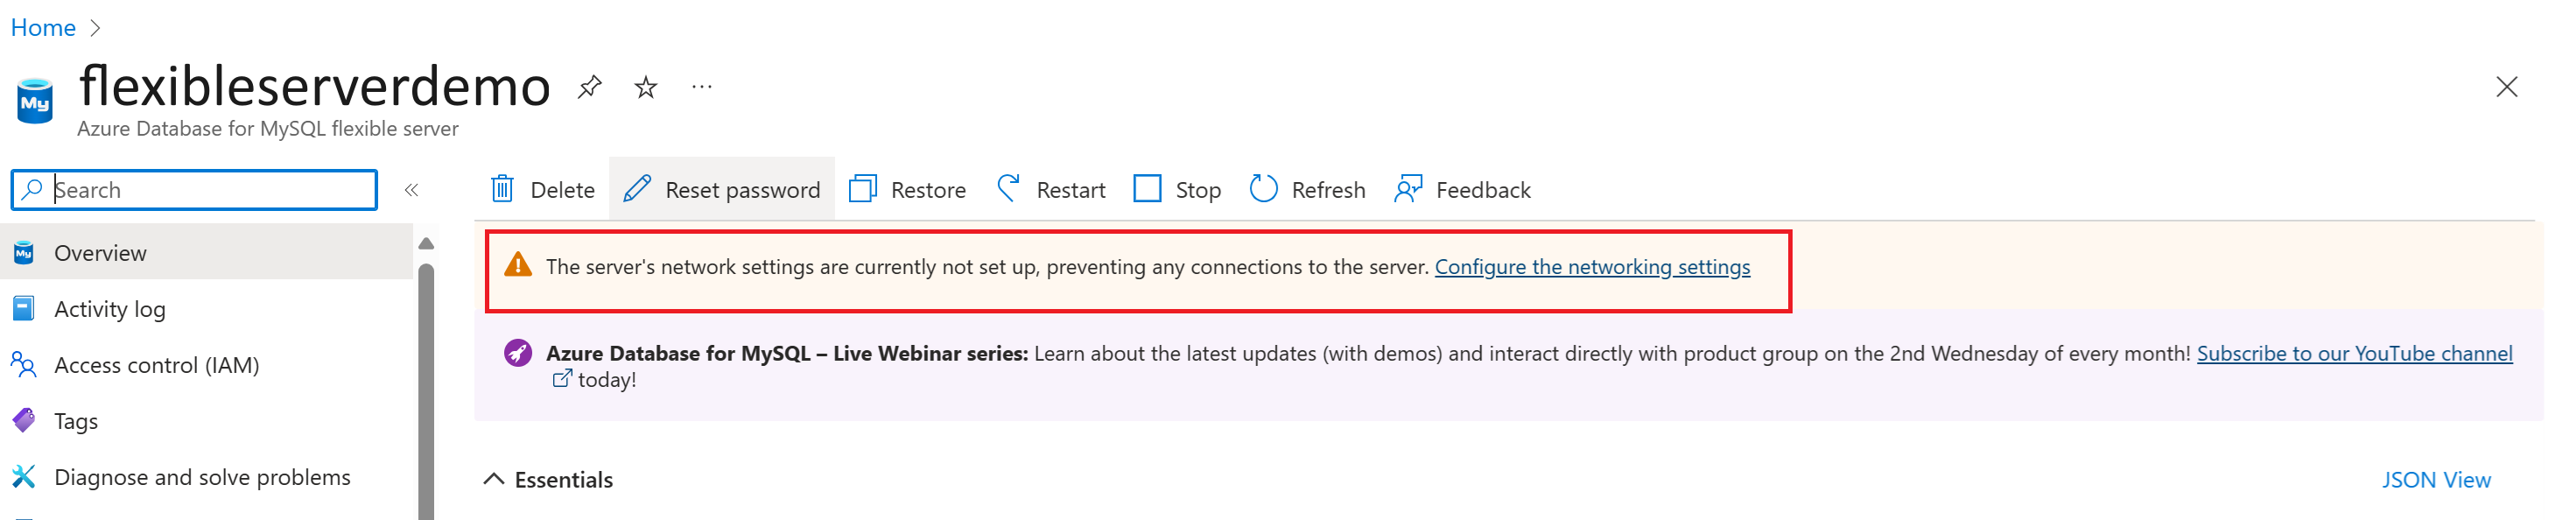 Home
flexibleserverdemo
Azure Database for MySQL flexible server
Search
Delete Reset password Restore Restart Stop Refresh Feedback
Overview
Activity log
Access control (IAM)
Tags
Diagnose and solve problems
The server's network settings are currently not set up, preventing any connections to the server. Configure the networking settings
Azure Database for MySQL – Live Webinar series: Learn about the latest updates (with demos) and interact directly with product group on the 2nd Wednesday of every month! Subscribe to our YouTube channel
today!
Essentials
JSON View